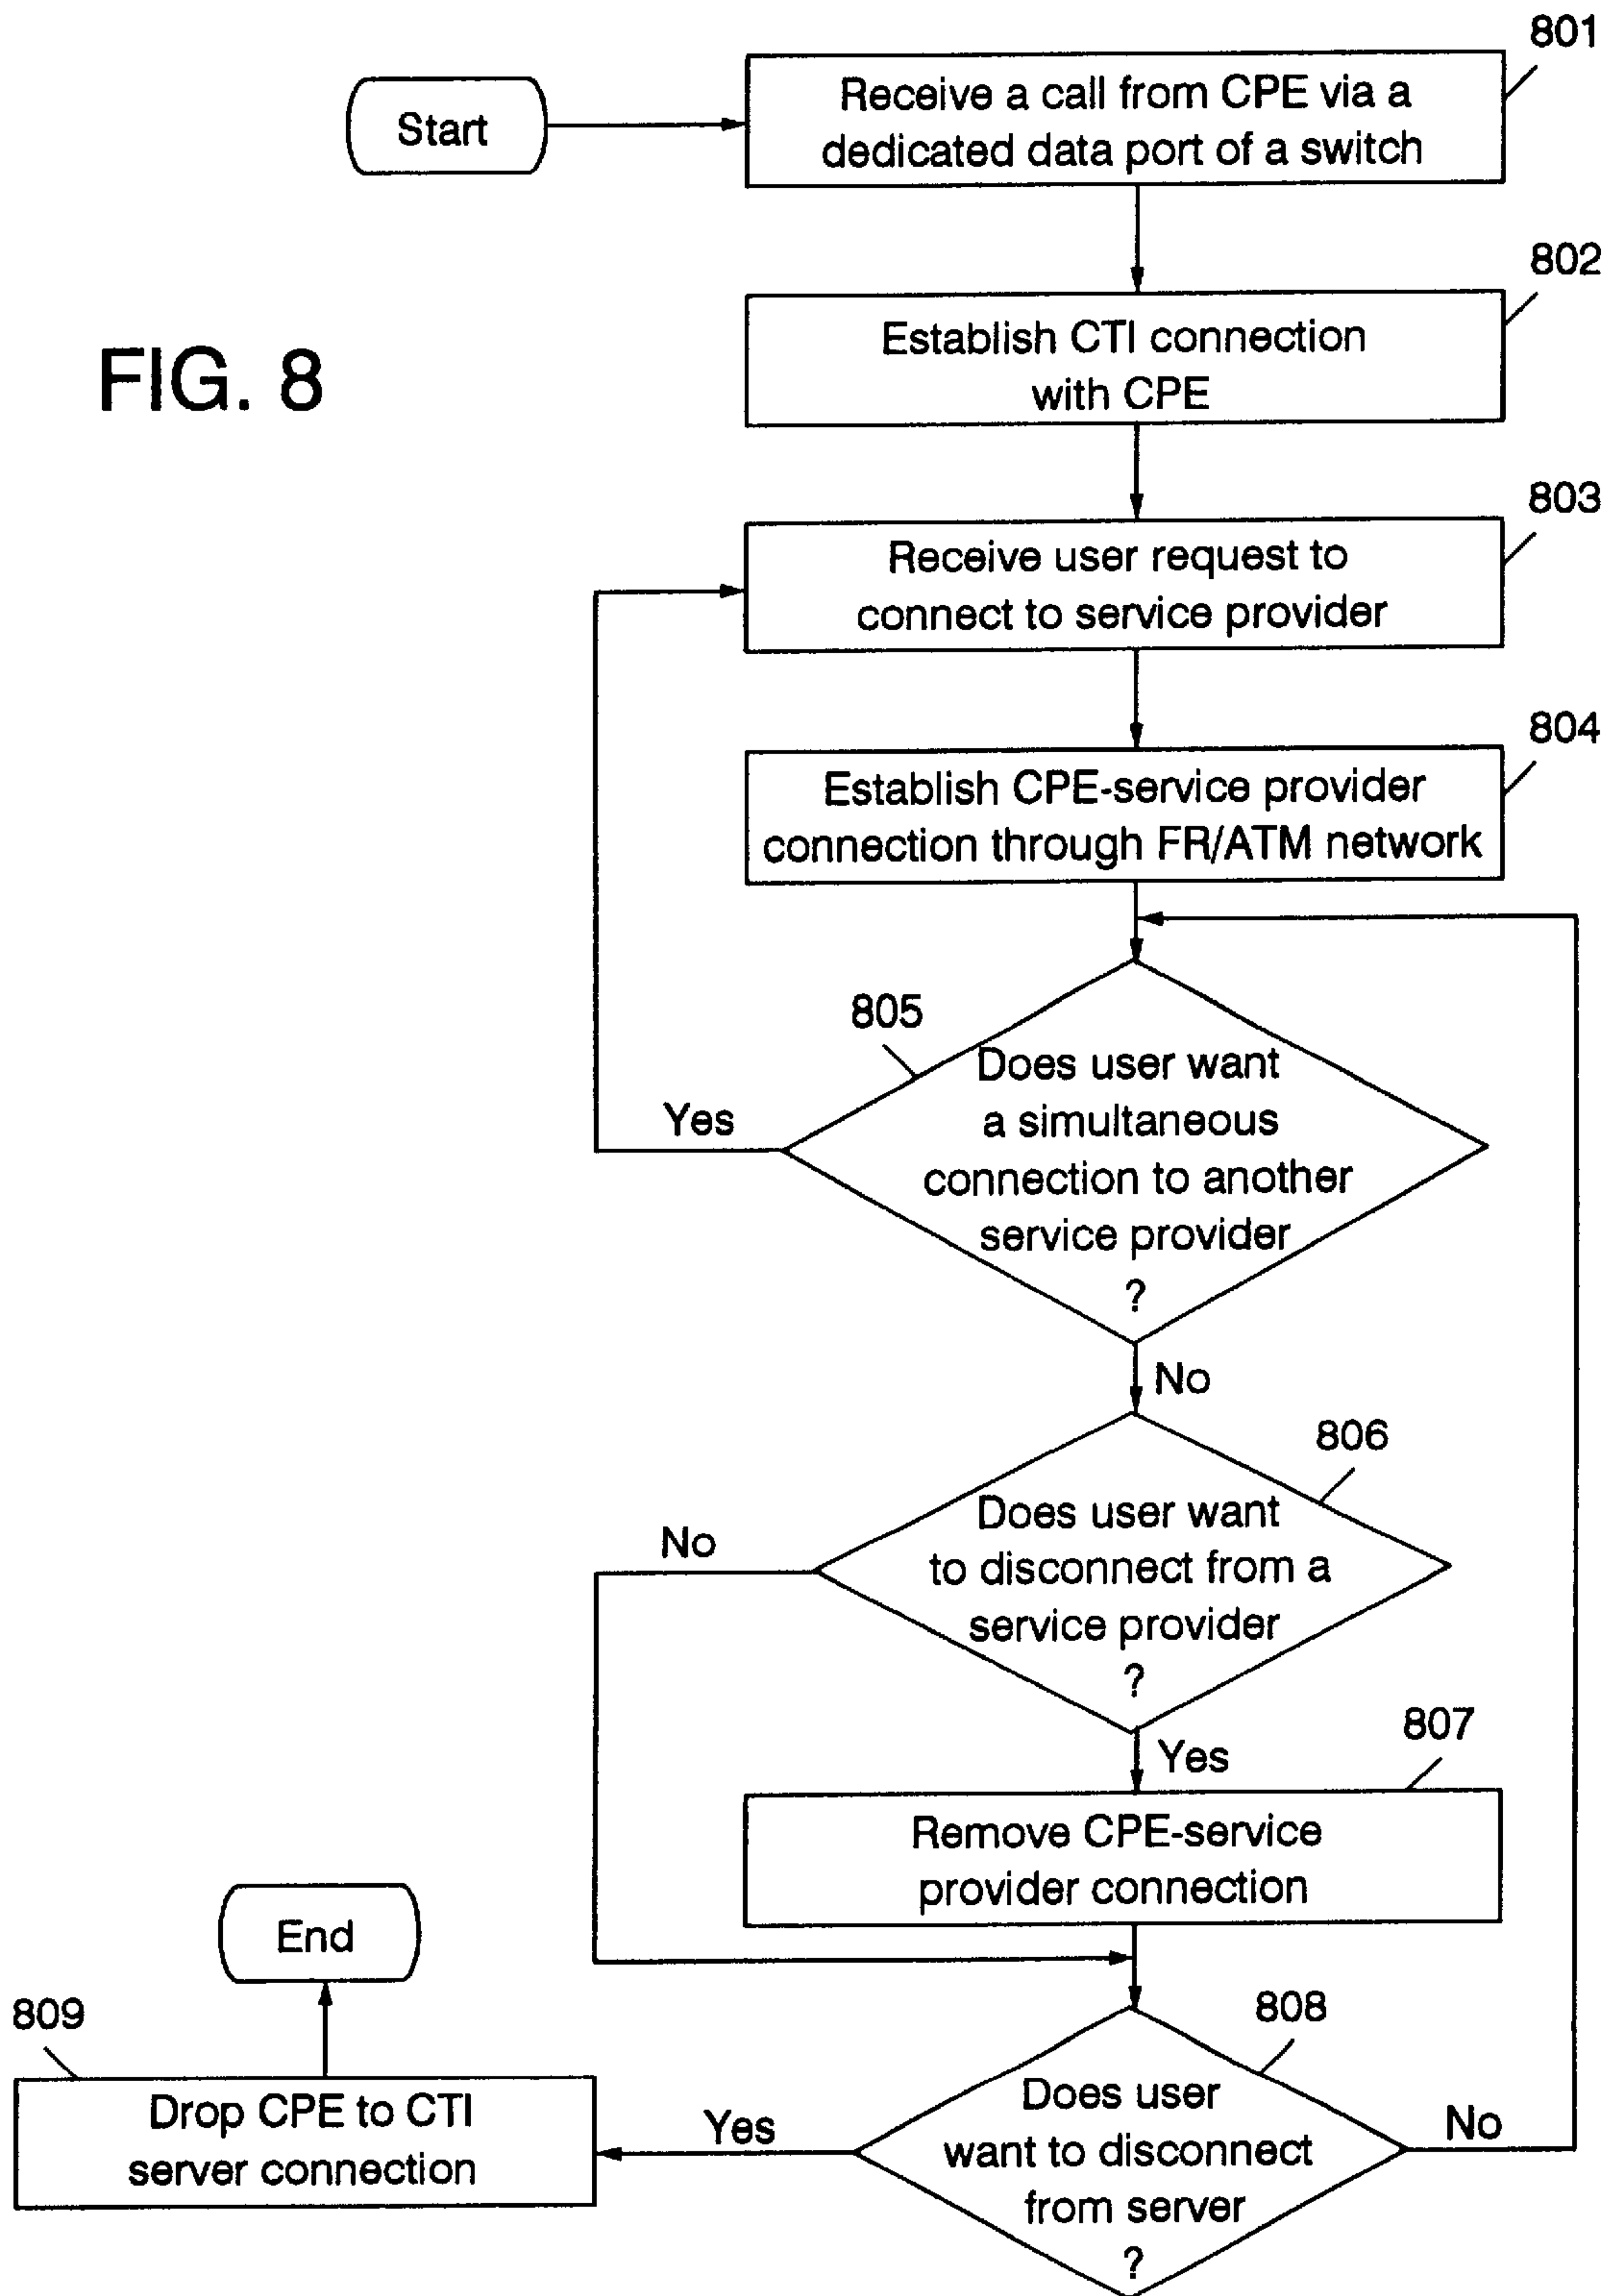 801
Start
Receive a call from CPE via a
dedicated data port of a switch
802
FIG. 8
Establish CTI connection
with CPE
803
Receive user request to
connect to service provider
804
Establish CPE-service provider
connection through FR/ATM network
805
Does user want
a simultaneous
connection to another
service provider
?
Yes
No
806
Does user want
to disconnect from a
service provider
?
No
Yes
807
Remove CPE-service
provider connection
End
808
809
Does user
want to disconnect
from server
?
Yes
No
Drop CPE to CTI
server connection